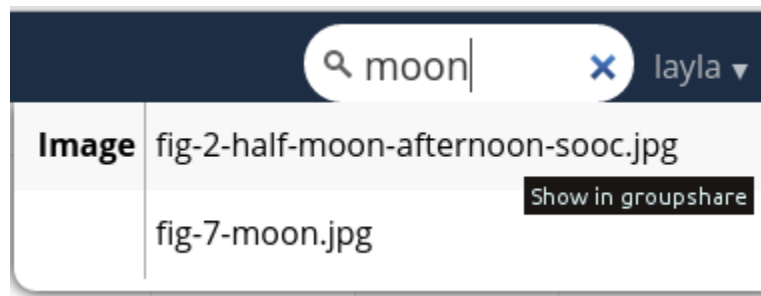 moon
layla ▾
Image fig-2-half-moon-afternoon-sooc.jpg
Show in groupshare
fig-7-moon.jpg